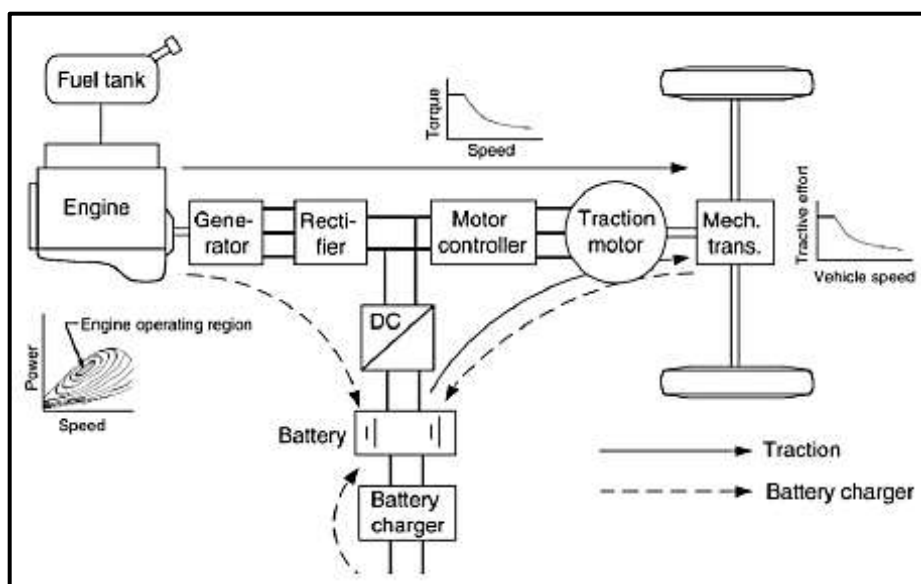 Fuel tank
Torque
Speed
Engine
Gene-
rator
Recti-
fier
Motor
controller
Traction
motor
Mech.
trans.
Tractive effort
Vehicle speed
DC
Engine operating region
Power
Speed
Battery
Traction
Battery charger
Battery
charger